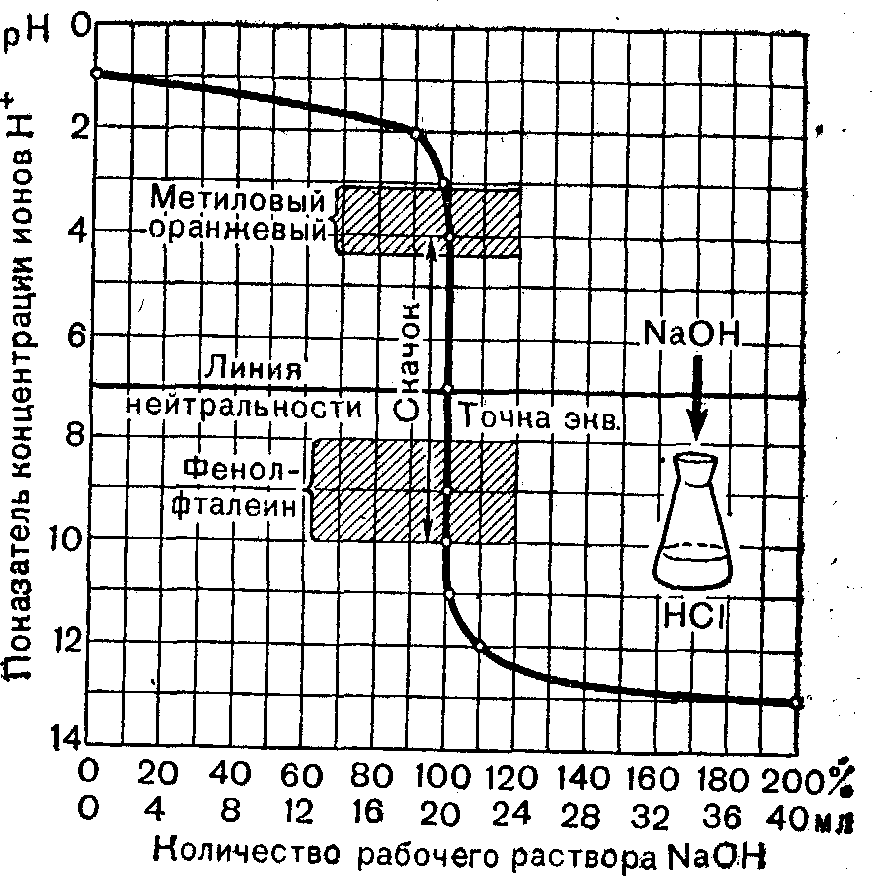 pH
Показатель концентрации ионов H⁺
0
2
4
6
8
10
12
14
Метиловый
оранжевый
Скачок
Линия
нейтральности
Точка экв.
Фенол-
фталеин
NaOH
HCl
0 20 40 60 80 100 120 140 160 180 200%
0 4 8 12 16 20 24 28 32 36 40 мл
Количество рабочего раствора NaOH